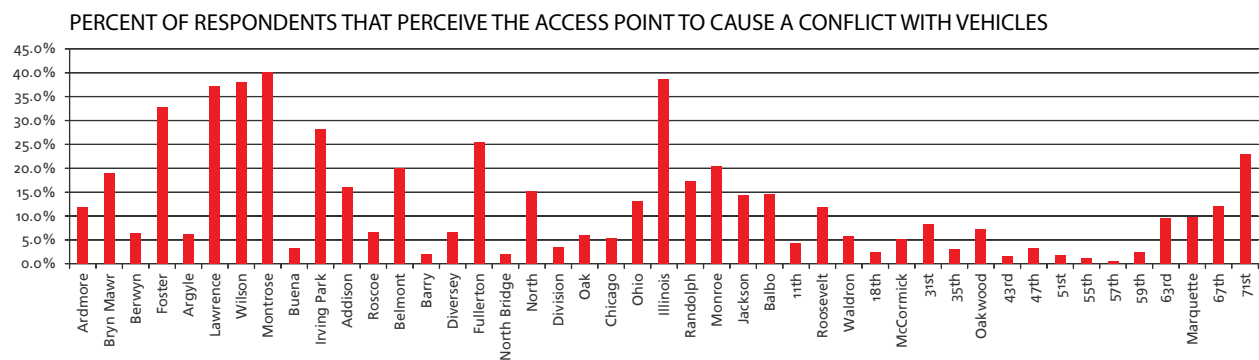 PERCENT OF RESPONDENTS THAT PERCEIVE THE ACCESS POINT TO CAUSE A CONFLICT WITH VEHICLES
45.0%
40.0%
35.0%
30.0%
25.0%
20.0%
15.0%
10.0%
5.0%
0.0%
Ardmore
Bryn Mawr
Berwyn
Foster
Argyle
Lawrence
Wilson
Montrose
Buena
Irving Park
Addison
Roscoe
Belmont
Barry
Diversey
Fullerton
North Bridge
North
Division
Oak
Chicago
Ohio
Illinois
Randolph
Monroe
Jackson
Balbo
11th
Roosevelt
Waldron
18th
McCormick
31st
35th
Oakwood
43rd
47th
51st
55th
57th
59th
63rd
Marquette
67th
71st